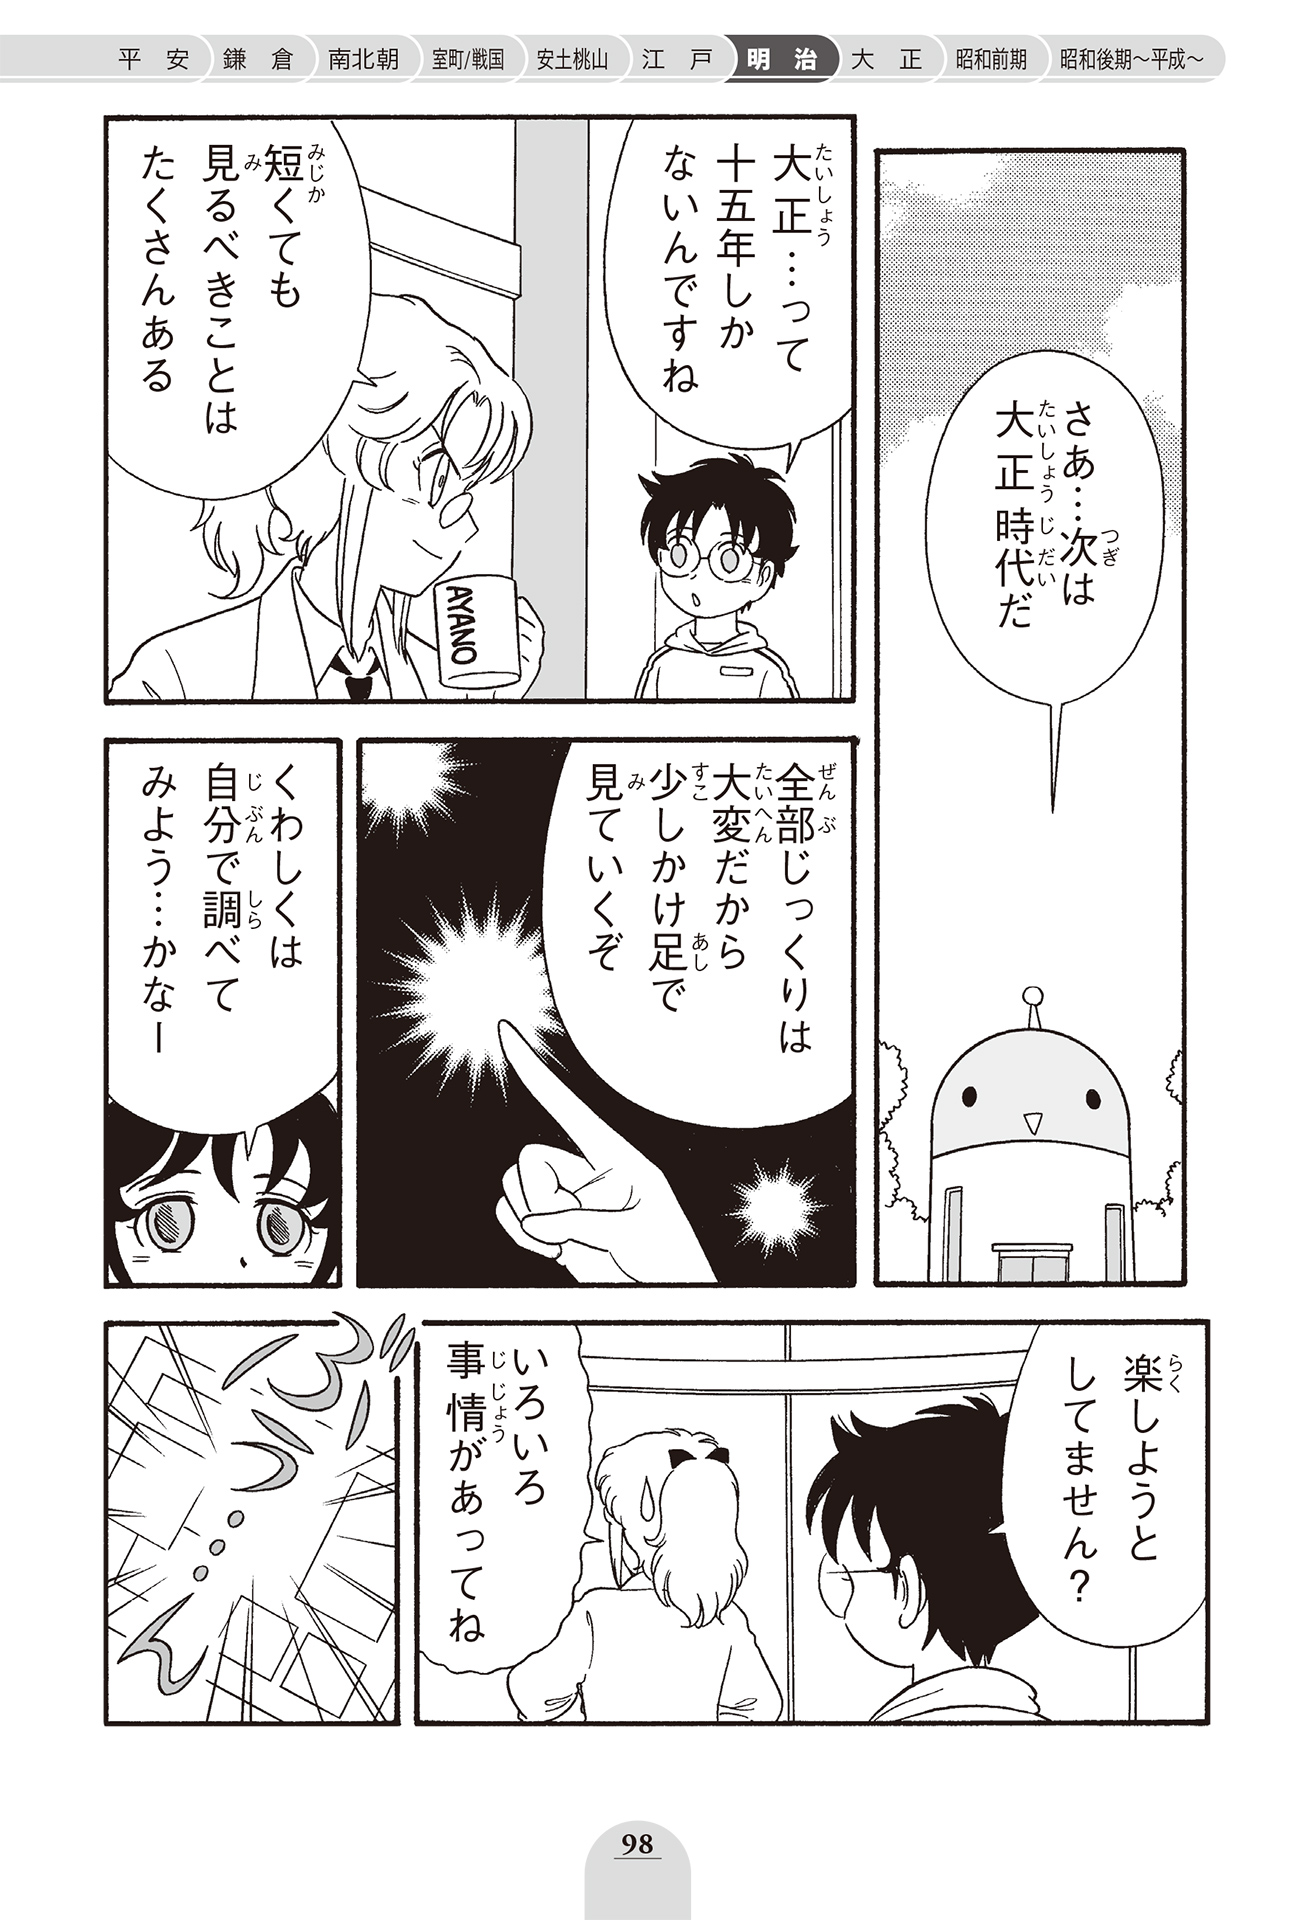 平安
鎌倉
南北朝
室町/戦国
安土桃山
江戸
明治
大正
昭和前期
昭和後期〜平成〜
さあ…次は
大正時代だ
大正…って
十五年しか
ないんですね
短くても
見るべきことは
たくさんある
AYANO
全部じっくりは
大変だから
少しかけ足で
見ていくぞ
くわしくは
自分で調べて
みよう…かなー
楽しようと
してません?
いろいろ
事情があってね
98